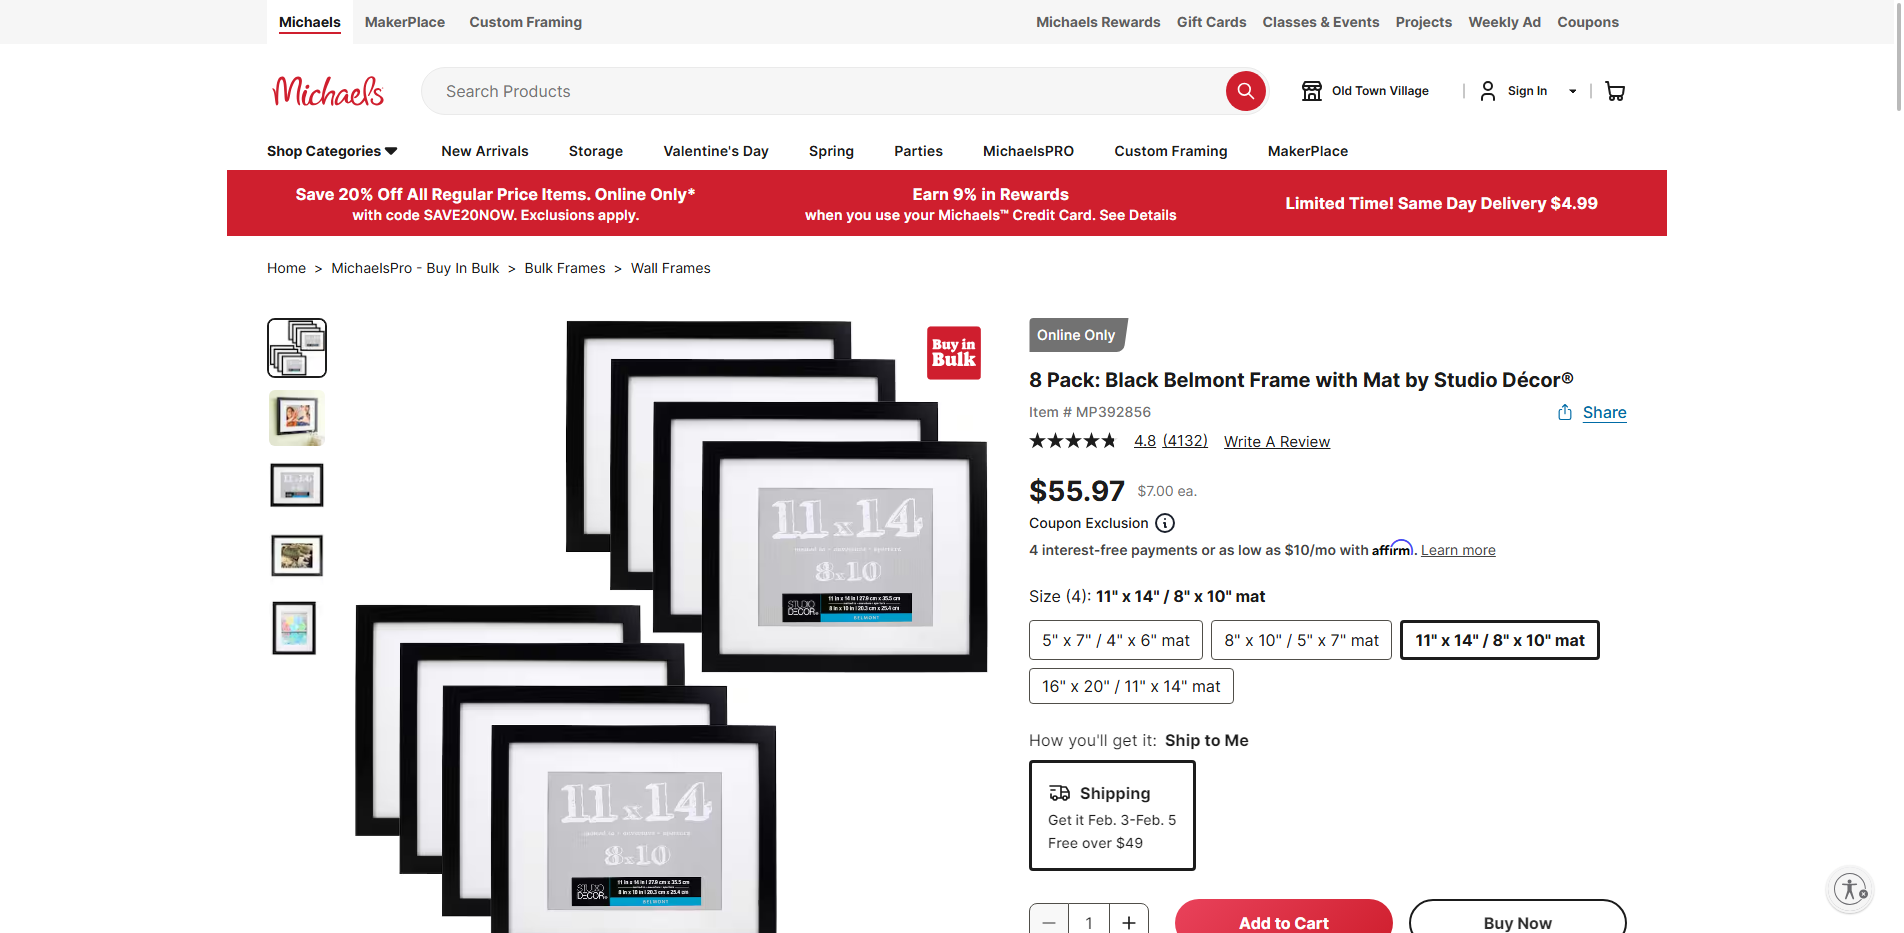 Michaels MakerPlace Custom Framing Michaels Rewards Gift Cards Classes & Events Projects Weekly Ad Coupons
Michaels Search Products Old Town Village | Sign In |
Shop Categories New Arrivals Storage Valentine's Day Spring Parties MichaelsPRO Custom Framing MakerPlace
Save 20% Off All Regular Price Items. Online Only*
with code SAVE20NOW. Exclusions apply.
Earn 9% in Rewards
when you use your Michaels™ Credit Card. See Details
Limited Time! Same Day Delivery $4.99
Home > MichaelsPro - Buy In Bulk > Bulk Frames > Wall Frames
Buy in
Bulk
11x14
8x10
STUDIO
DECOR®
11 in x 14 in | 27.9 cm x 35.5 cm
8 in x 10 in | 20.3 cm x 25.4 cm
BELMONT
11x14
8x10
STUDIO
DECOR®
11 in x 14 in | 27.9 cm x 35.5 cm
8 in x 10 in | 20.3 cm x 25.4 cm
BELMONT
Online Only
8 Pack: Black Belmont Frame with Mat by Studio Décor®
Item # MP392856
Share
4.8 (4132) Write A Review
$55.97 $7.00 ea.
Coupon Exclusion
4 interest-free payments or as low as $10/mo with affirm. Learn more
Size (4): 11" x 14" / 8" x 10" mat
5" x 7" / 4" x 6" mat 8" x 10" / 5" x 7" mat 11" x 14" / 8" x 10" mat
16" x 20" / 11" x 14" mat
How you'll get it: Ship to Me
Shipping
Get it Feb. 3-Feb. 5
Free over $49
− 1 + Add to Cart Buy Now